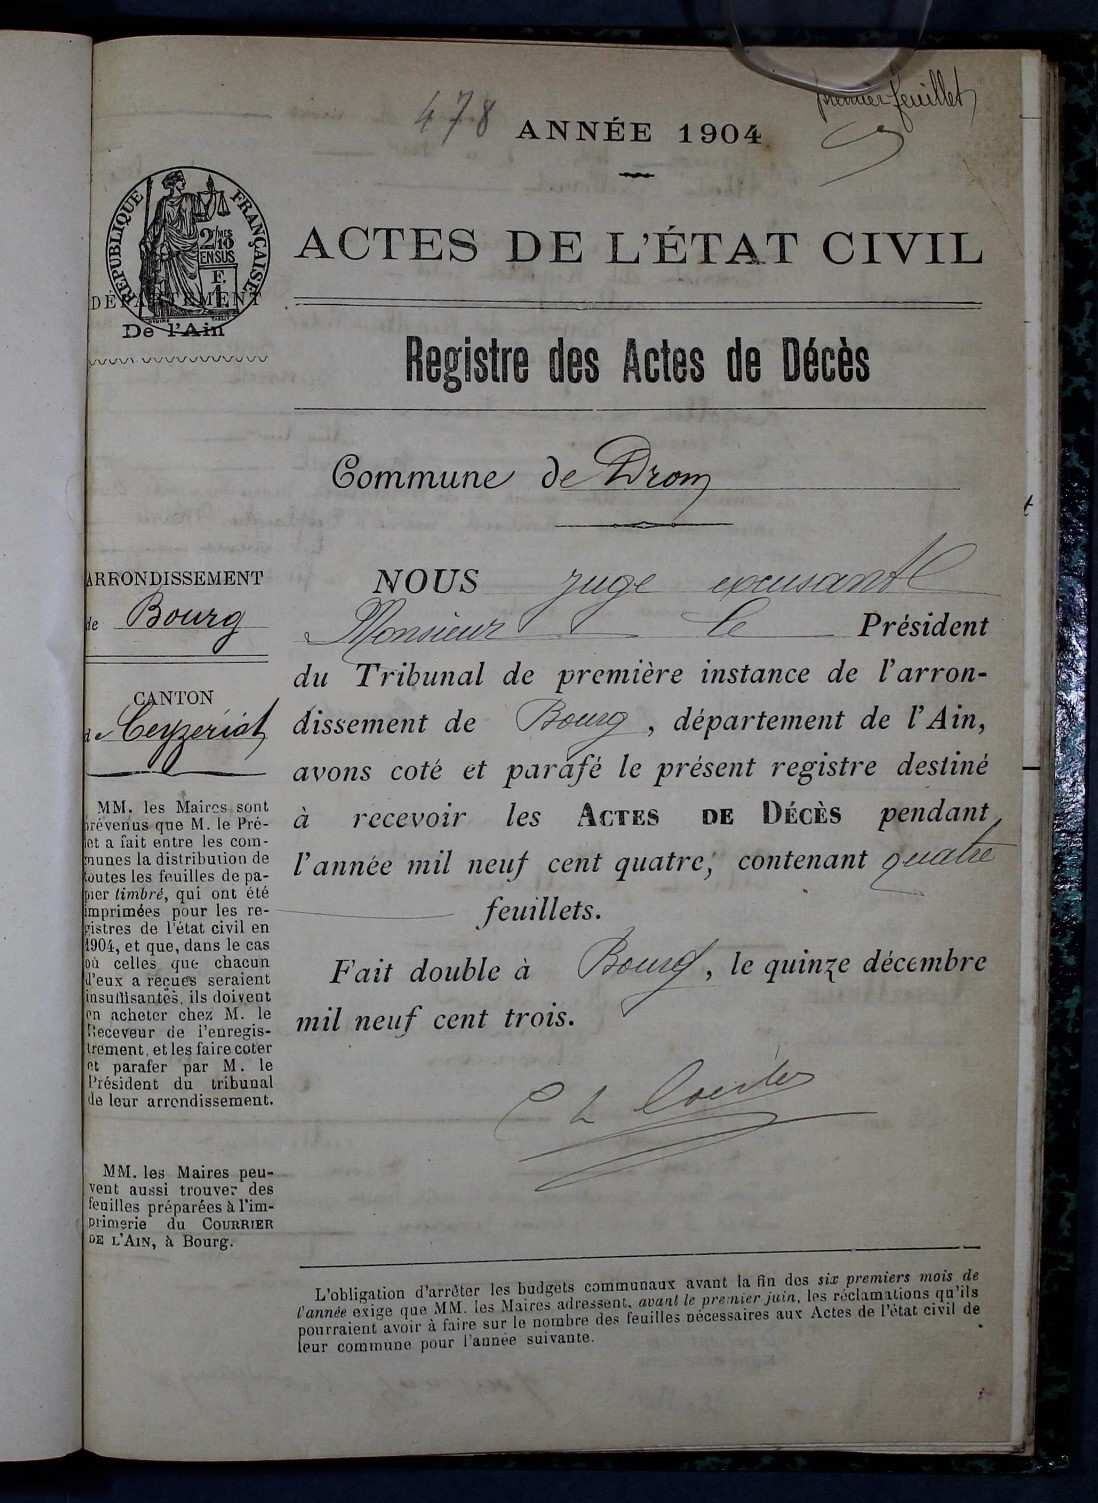 premier feuillet
478 ANNÉE 1904
ACTES DE L'ÉTAT CIVIL
RÉPUBLIQUE FRANÇAISE
2/10mes
EN SUS
F.
1
DÉPARTEMENT
De l'Ain
Registre des Actes de Décès
Commune de Drom
ARRONDISSEMENT
de Bourg
CANTON
de Ceyzériat
MM. les Maires sont
prévenus que M. le Pré-
fet a fait entre les com-
munes la distribution de
toutes les feuilles de pa-
pier timbré, qui ont été
imprimées pour les re-
gistres de l'état civil en
1904, et que, dans le cas
où celles que chacun
d'eux a reçues seraient
insuffisantes, ils doivent
en acheter chez M. le
Receveur de l'enregis-
trement, et les faire coter
et parafer par M. le
Président du tribunal
de leur arrondissement.
MM. les Maires peu-
vent aussi trouver des
feuilles préparées à l'im-
primerie du COURRIER
DE L'AIN, à Bourg.
NOUS juge
Monsieur le Président
du Tribunal de première instance de l'arron-
dissement de Bourg, département de l'Ain,
avons coté et parafé le présent registre destiné
à recevoir les ACTES DE DÉCÈS pendant
l'année mil neuf cent quatre, contenant quatre
feuillets.
Fait double à Bourg, le quinze décembre
mil neuf cent trois.
L'obligation d'arrêter les budgets communaux avant la fin des six premiers mois de
l'année exige que MM. les Maires adressent, avant le premier juin, les réclamations qu'ils
pourraient avoir à faire sur le nombre des feuilles nécessaires aux Actes de l'état civil de
leur commune pour l'année suivante.